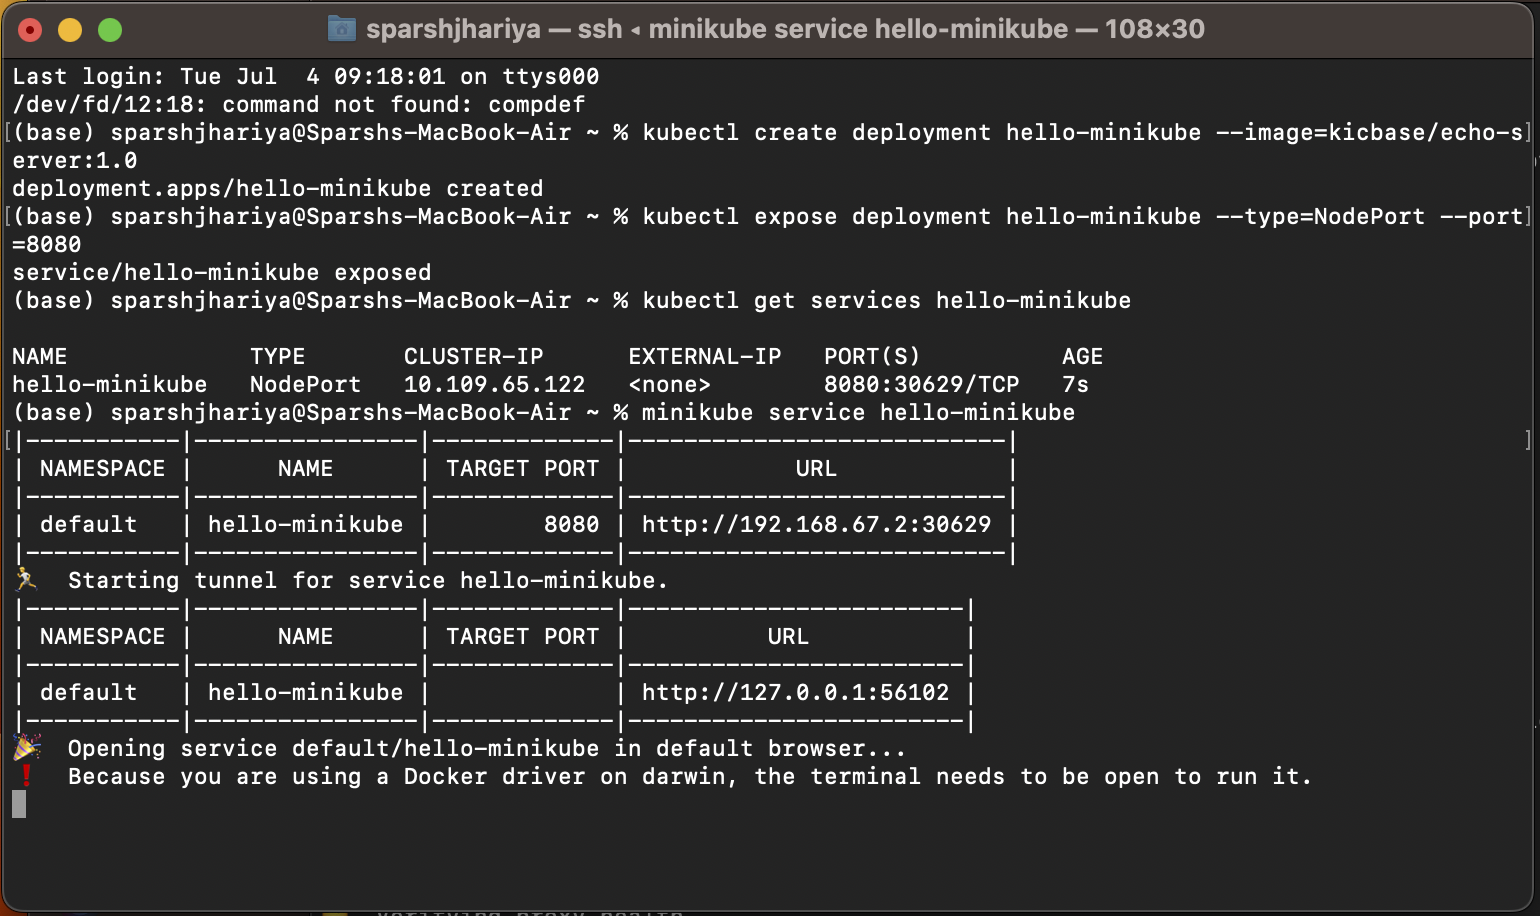 sparshjhariya — ssh ◂ minikube service hello-minikube — 108×30
Last login: Tue Jul  4 09:18:01 on ttys000
/dev/fd/12:18: command not found: compdef
[(base) sparshjhariya@Sparshs-MacBook-Air ~ % kubectl create deployment hello-minikube --image=kicbase/echo-s]
erver:1.0
deployment.apps/hello-minikube created
[(base) sparshjhariya@Sparshs-MacBook-Air ~ % kubectl expose deployment hello-minikube --type=NodePort --port]
=8080
service/hello-minikube exposed
(base) sparshjhariya@Sparshs-MacBook-Air ~ % kubectl get services hello-minikube
NAME             TYPE       CLUSTER-IP      EXTERNAL-IP   PORT(S)          AGE
hello-minikube   NodePort   10.109.65.122   <none>        8080:30629/TCP   7s
(base) sparshjhariya@Sparshs-MacBook-Air ~ % minikube service hello-minikube
[|-----------|----------------|-------------|---------------------------| ]
| NAMESPACE |      NAME      | TARGET PORT |            URL            |
|-----------|----------------|-------------|---------------------------|
| default   | hello-minikube |        8080 | http://192.168.67.2:30629 |
|-----------|----------------|-------------|---------------------------|
🏃  Starting tunnel for service hello-minikube.
|-----------|----------------|-------------|------------------------|
| NAMESPACE |      NAME      | TARGET PORT |          URL           |
|-----------|----------------|-------------|------------------------|
| default   | hello-minikube |             | http://127.0.0.1:56102 |
|-----------|----------------|-------------|------------------------|
🎉  Opening service default/hello-minikube in default browser...
❗  Because you are using a Docker driver on darwin, the terminal needs to be open to run it.